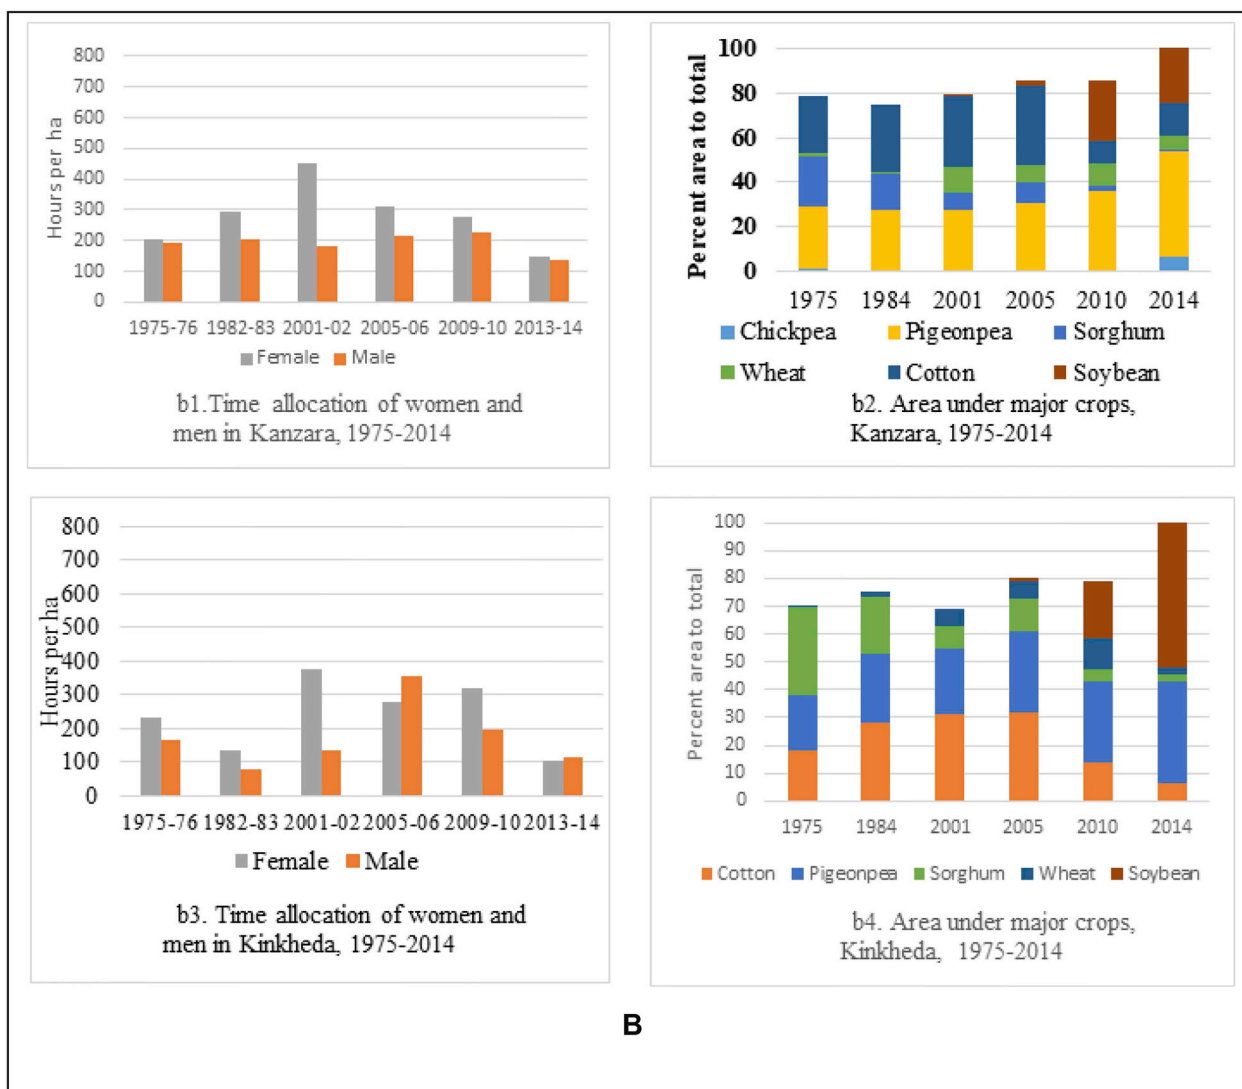 800
700
600
500
400
300
200
100
0
Hours per ha
1975-76 1982-83 2001-02 2005-06 2009-10 2013-14
Female Male
b1.Time allocation of women and
men in Kanzara, 1975-2014
100
80
60
40
20
0
Percent area to total
1975 1984 2001 2005 2010 2014
Chickpea Pigeonpea Sorghum
Wheat Cotton Soybean
b2. Area under major crops,
Kanzara, 1975-2014
800
700
600
500
400
300
200
100
0
Hours per ha
1975-76 1982-83 2001-02 2005-06 2009-10 2013-14
Female Male
b3. Time allocation of women and
men in Kinkheda, 1975-2014
100
90
80
70
60
50
40
30
20
10
0
Percent area to total
1975 1984 2001 2005 2010 2014
Cotton Pigeonpea Sorghum Wheat Soybean
b4. Area under major crops,
Kinkheda, 1975-2014
B